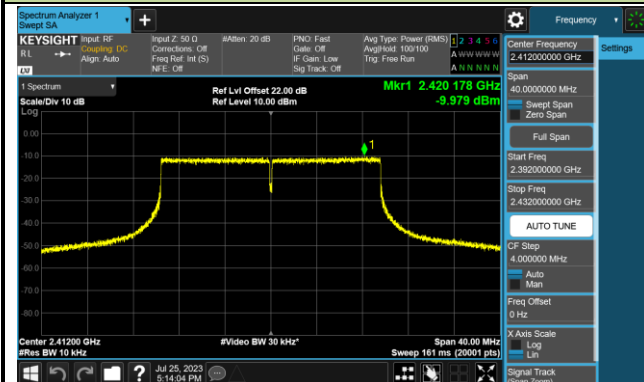 Spectrum Analyzer 1
Swept SA
Frequency
KEYSIGHT
Input: RF
Coupling: DC
Align: Auto
Input Z: 50 Ω
Corrections: Off
Freq Ref: Int (S)
NFE: Off
#Atten: 20 dB
PNO: Fast
Gate: Off
IF Gain: Low
Sig Track: Off
Avg Type: Power (RMS)
Avg|Hold: 100/100
Trig: Free Run
1 2 3 4 5 6
A W W W W W
A N N N N N
R L
LXI
Center Frequency
2.412000000 GHz
Settings
Span
40.0000000 MHz
Swept Span
Zero Span
Full Span
Start Freq
2.392000000 GHz
Stop Freq
2.432000000 GHz
AUTO TUNE
CF Step
4.000000 MHz
Auto
Man
Freq Offset
0 Hz
X Axis Scale
Log
Lin
Signal Track
(Span Zoom)
1 Spectrum
Scale/Div 10 dB
Log
Ref Lvl Offset 22.00 dB
Ref Level 10.00 dBm
Mkr1 2.420 178 GHz
-9.979 dBm
1
0.00
-10.0
-20.0
-30.0
-40.0
-50.0
-60.0
-70.0
-80.0
Center 2.41200 GHz
#Res BW 10 kHz
#Video BW 30 kHz*
Span 40.00 MHz
Sweep 161 ms (20001 pts)
?
Jul 25, 2023
5:14:04 PM